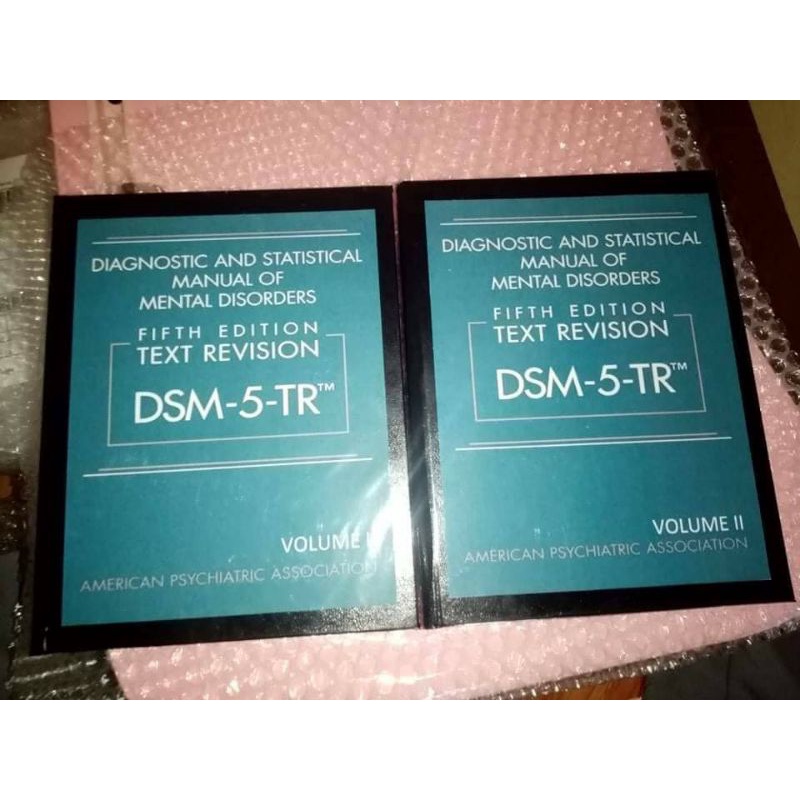 DIAGNOSTIC AND STATISTICAL
MANUAL OF
MENTAL DISORDERS
FIFTH EDITION
TEXT REVISION
DSM-5-TR™
VOLUME I
AMERICAN PSYCHIATRIC ASSOCIATION
DIAGNOSTIC AND STATISTICAL
MANUAL OF
MENTAL DISORDERS
FIFTH EDITION
TEXT REVISION
DSM-5-TR™
VOLUME II
AMERICAN PSYCHIATRIC ASSOCIATION